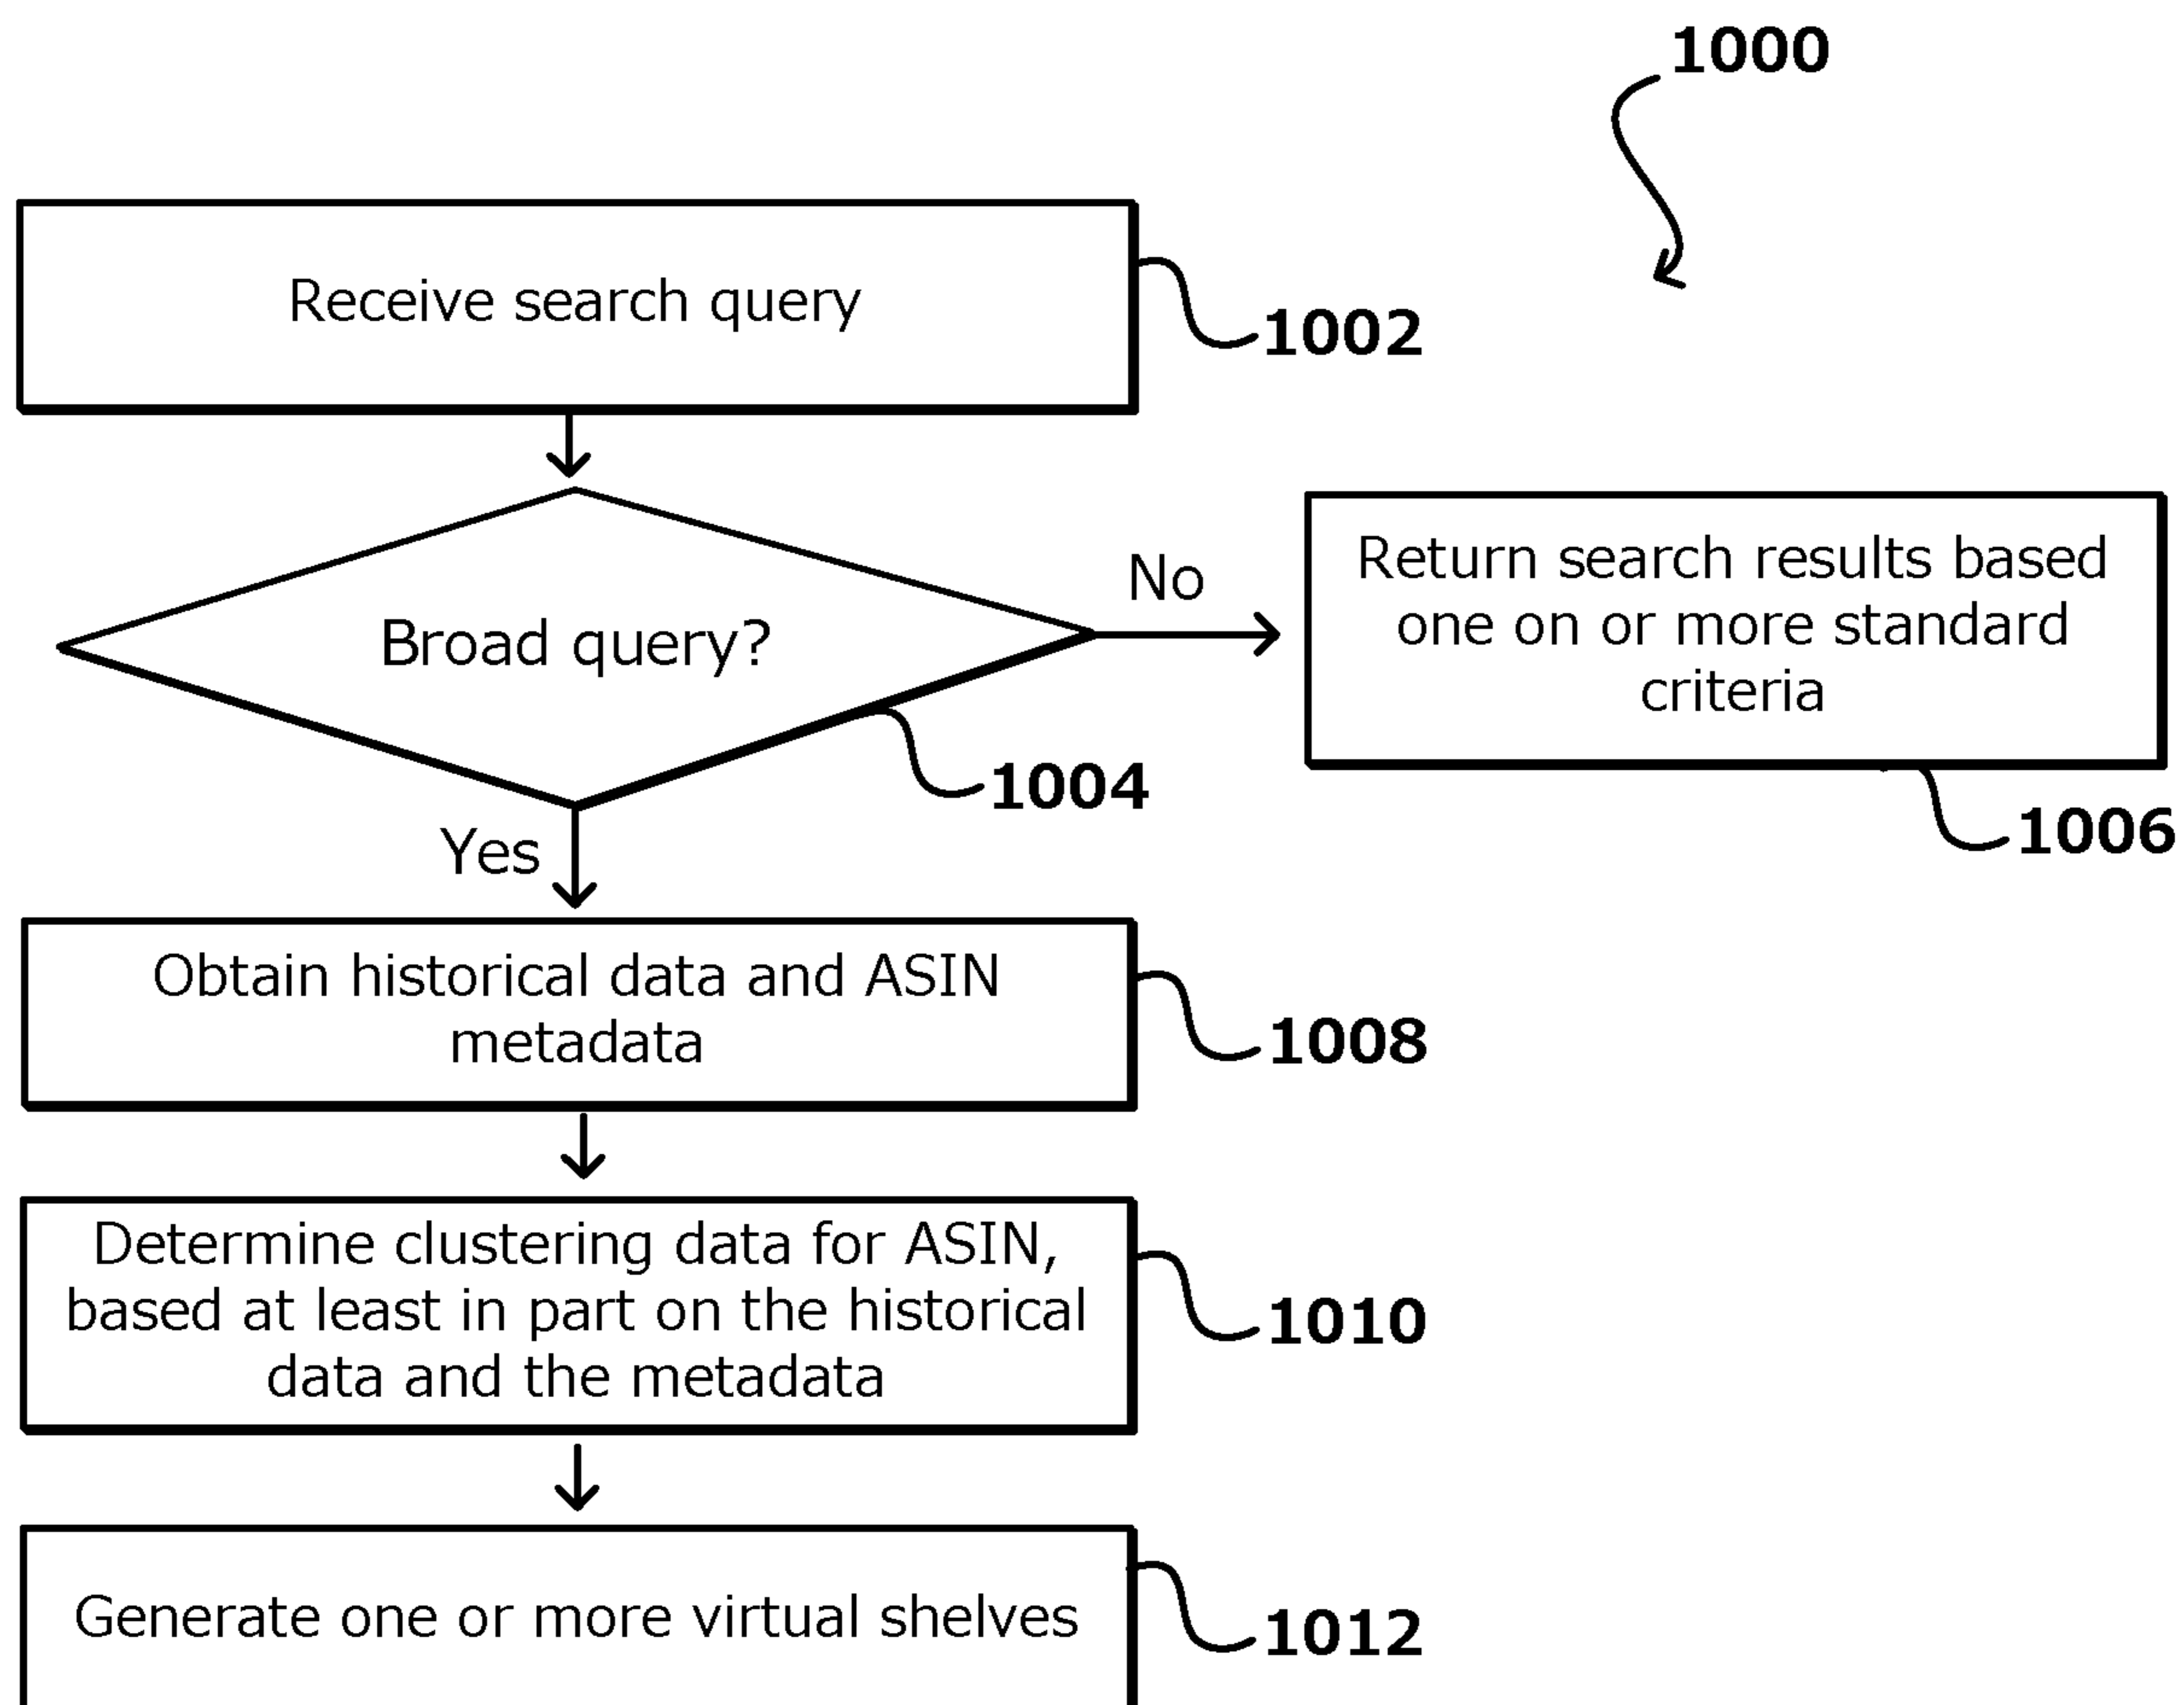 1000
Receive search query
1002
Broad query?
No
Return search results based
one on or more standard
criteria
1004
1006
Yes
Obtain historical data and ASIN
metadata
1008
Determine clustering data for ASIN,
based at least in part on the historical
data and the metadata
1010
Generate one or more virtual shelves
1012